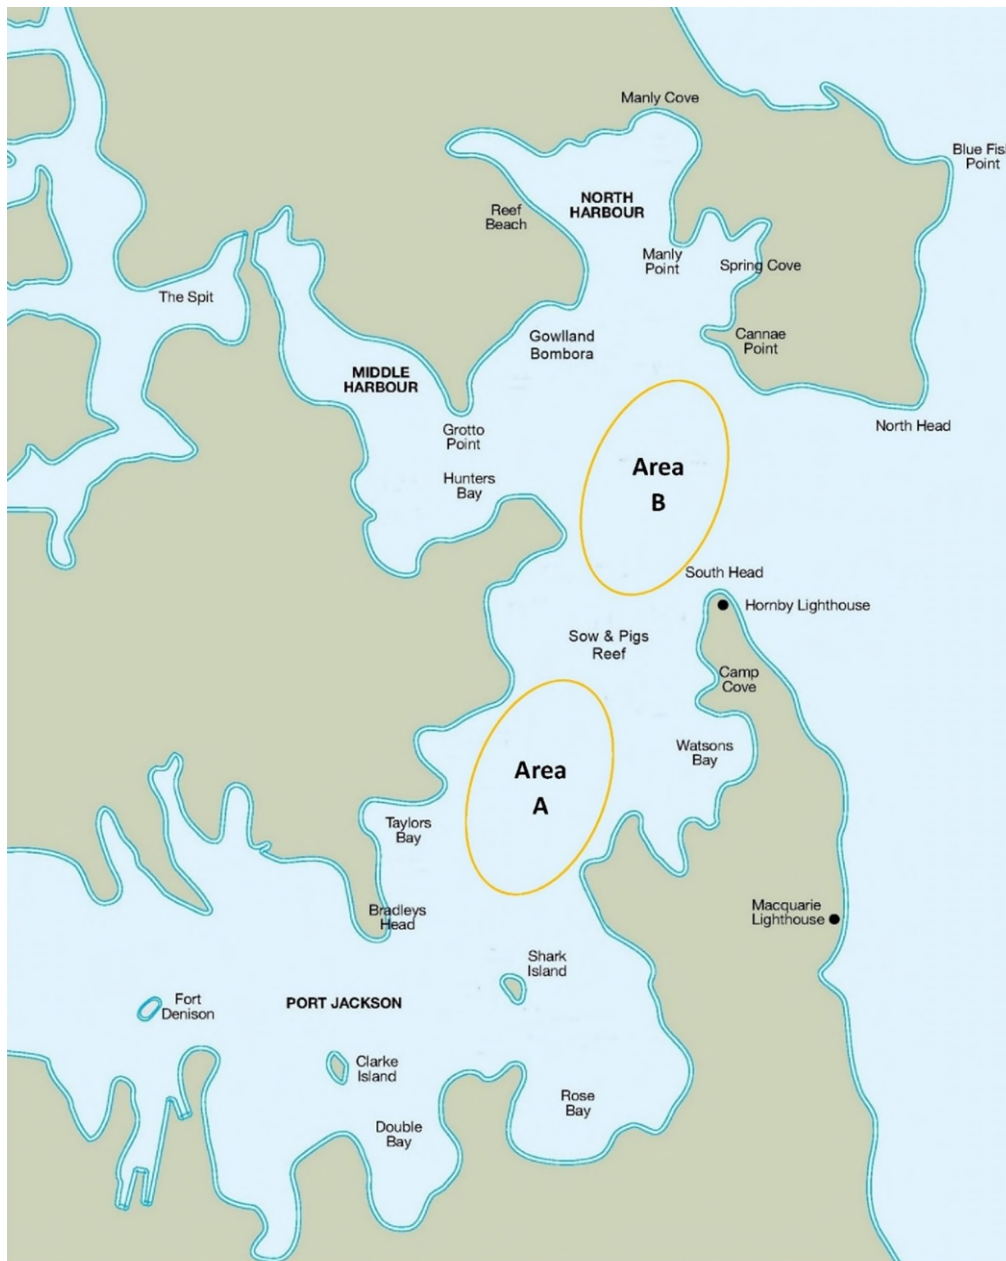 Manly Cove
Blue Fis
Point
NORTH
HARBOUR
Reef
Beach
Manly
Point
Spring Cove
The Spit
Gowlland
Bombora
Cannae
Point
MIDDLE
HARBOUR
Grotto
Point
North Head
Area
B
Hunters
Bay
South Head
Hornby Lighthouse
Sow & Pigs
Reef
Camp
Cove
Watsons
Bay
Area
A
Taylors
Bay
Macquarie
Lighthouse
Bradleys
Head
Shark
Island
Fort
Denison
PORT JACKSON
Clarke
Island
Rose
Bay
Double
Bay